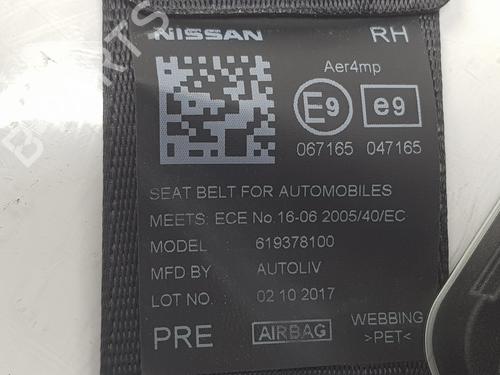 NISSAN RH
Aer4mp
E9 e9
067165 047165
SEAT BELT FOR AUTOMOBILES
MEETS: ECE No.16-06 2005/40/EC
MODEL 619378100
MFD BY AUTOLIV
LOT NO. 02 10 2017
PRE AIRBAG WEBBING
>PET<